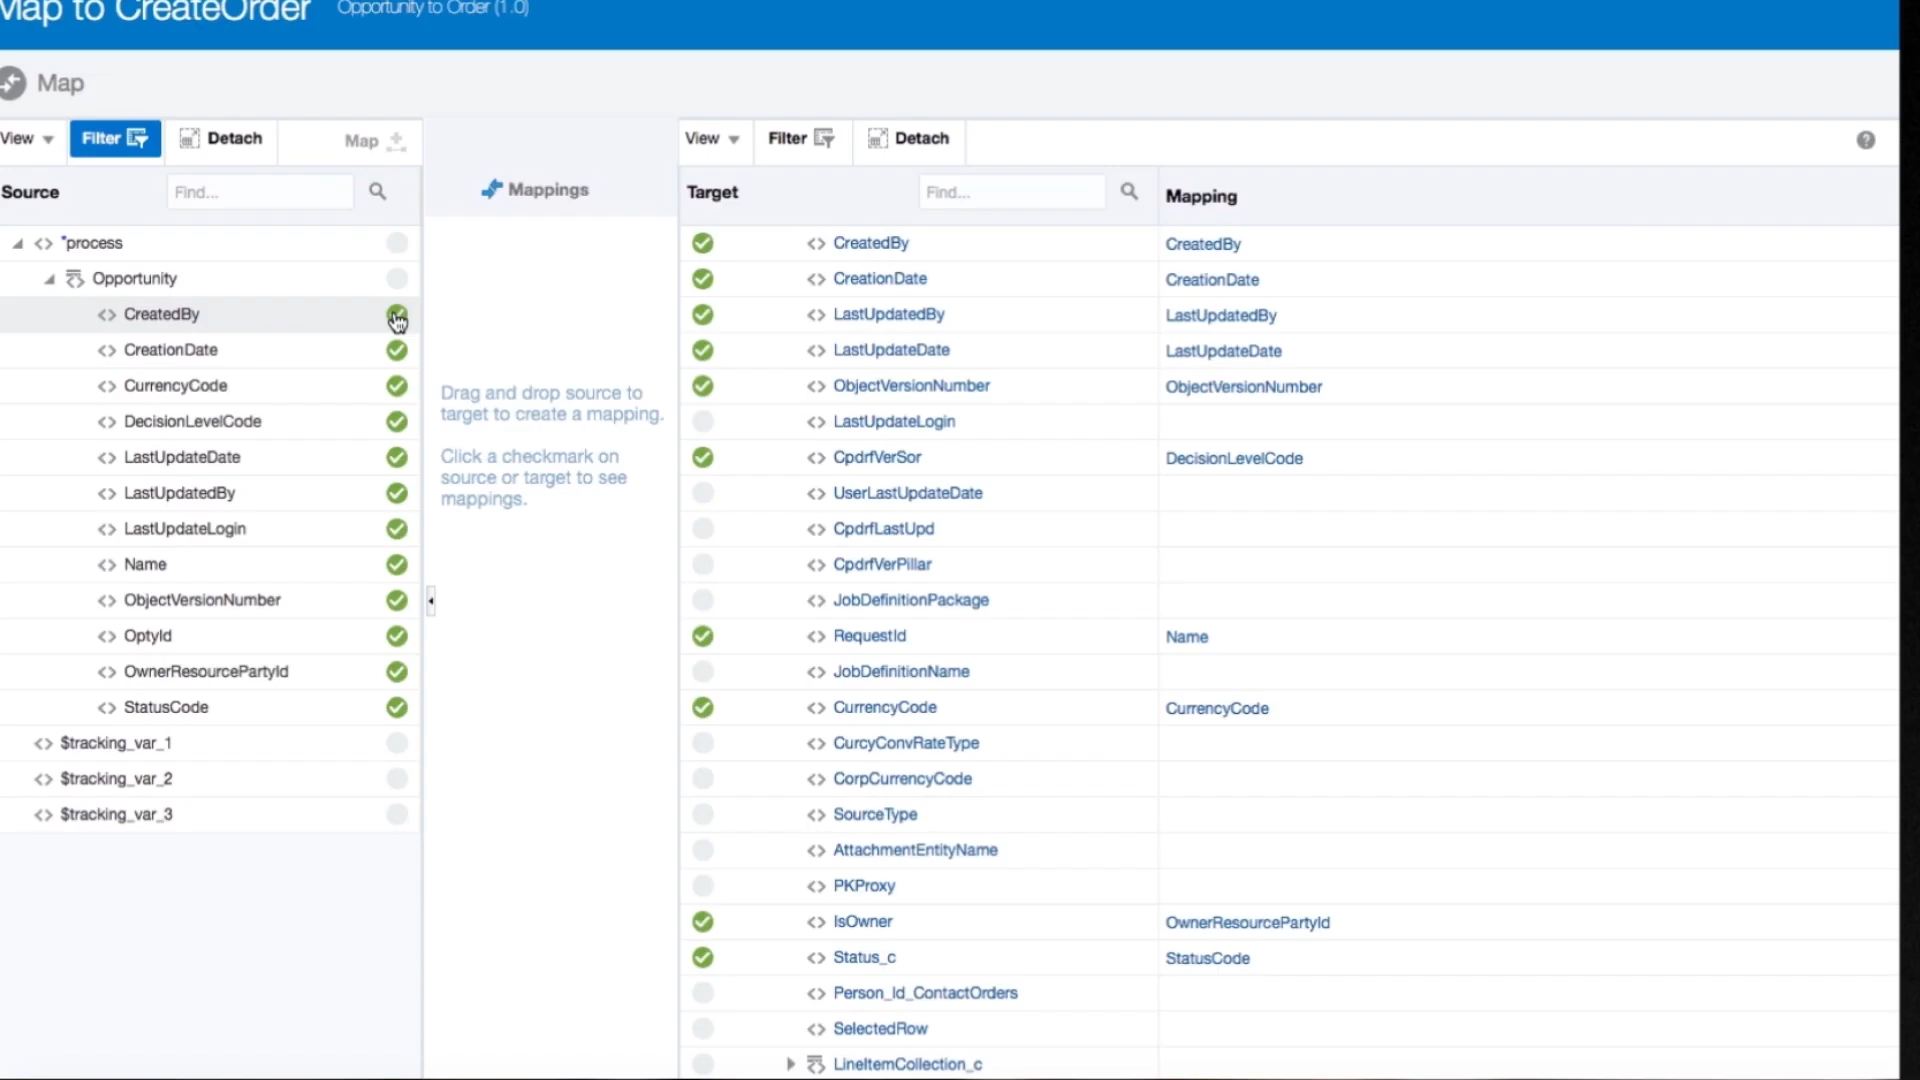 Map to CreateOrder Opportunity to Order (1.0)
Map
View Filter Detach Map
View Filter Detach
Source Find...
Mappings
Target Find... Mapping
*process
Opportunity
CreatedBy
CreationDate
CurrencyCode
DecisionLevelCode
LastUpdateDate
LastUpdatedBy
LastUpdateLogin
Name
ObjectVersionNumber
OptyId
OwnerResourcePartyId
StatusCode
$tracking_var_1
$tracking_var_2
$tracking_var_3
Drag and drop source to
target to create a mapping.
Click a checkmark on
source or target to see
mappings.
CreatedBy CreatedBy
CreationDate CreationDate
LastUpdatedBy LastUpdatedBy
LastUpdateDate LastUpdateDate
ObjectVersionNumber ObjectVersionNumber
LastUpdateLogin
CpdrfVerSor DecisionLevelCode
UserLastUpdateDate
CpdrfLastUpd
CpdrfVerPillar
JobDefinitionPackage
RequestId Name
JobDefinitionName
CurrencyCode CurrencyCode
CurcyConvRateType
CorpCurrencyCode
SourceType
AttachmentEntityName
PKProxy
IsOwner OwnerResourcePartyId
Status_c StatusCode
Person_Id_ContactOrders
SelectedRow
LineItemCollection_c